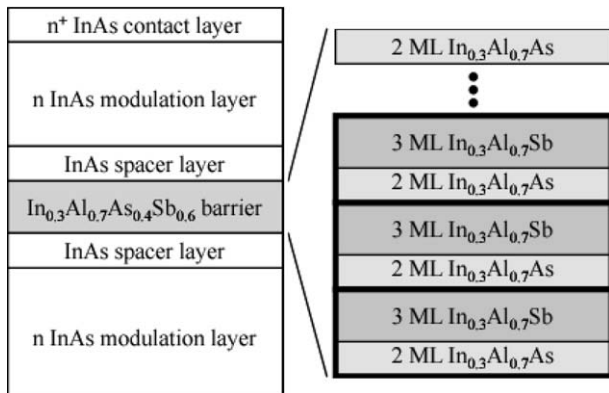 n⁺ InAs contact layer
n InAs modulation layer
InAs spacer layer
In₀.₃Al₀.₇As₀.₄Sb₀.₆ barrier
InAs spacer layer
n InAs modulation layer
2 ML In₀.₃Al₀.₇As
3 ML In₀.₃Al₀.₇Sb
2 ML In₀.₃Al₀.₇As
3 ML In₀.₃Al₀.₇Sb
2 ML In₀.₃Al₀.₇As
3 ML In₀.₃Al₀.₇Sb
2 ML In₀.₃Al₀.₇As